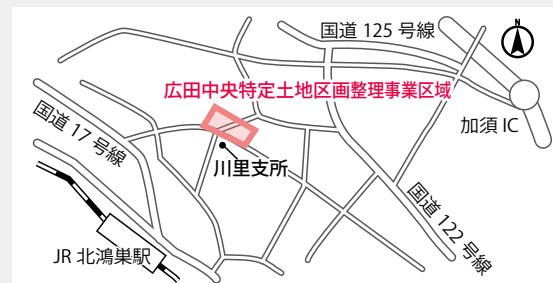 国道 125 号線
N
広田中央特定土地区画整理事業区域
加須 IC
国道 17 号線
川里支所
国道 122 号線
JR 北鴻巣駅